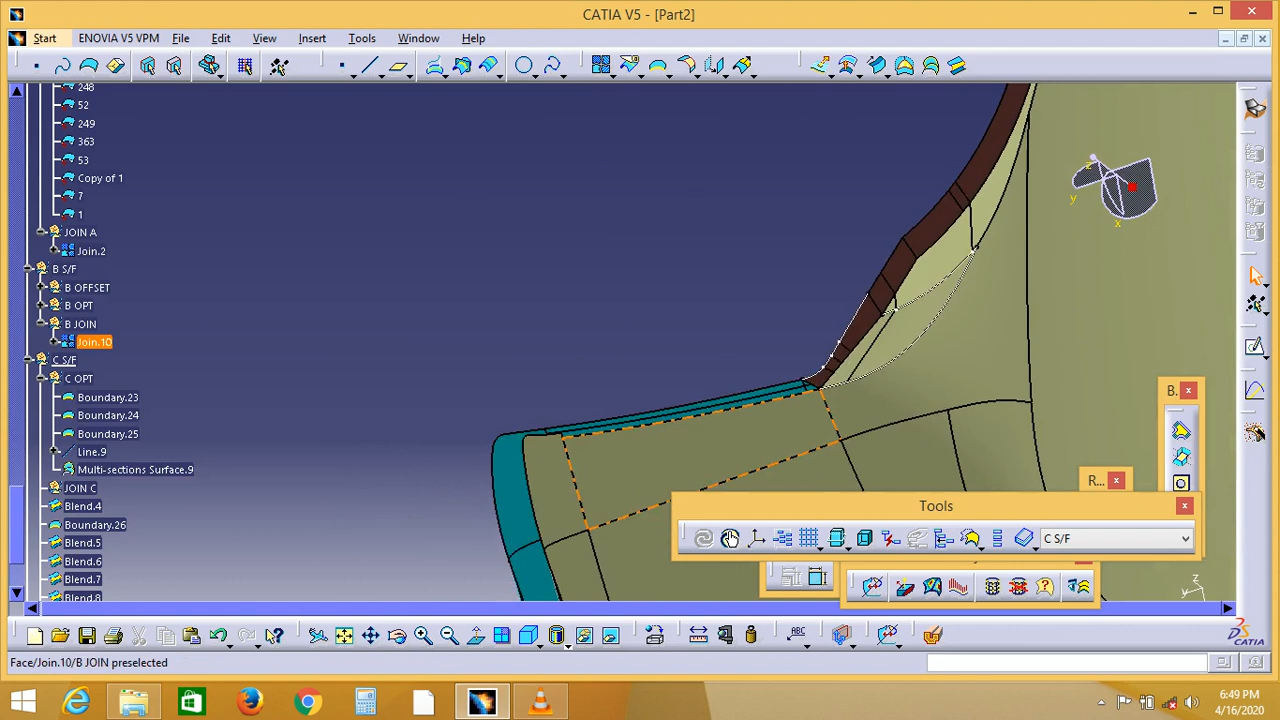 CATIA V5 - [Part2]
Start ENOVIA V5 VPM File Edit View Insert Tools Window Help
248
52
249
363
53
Copy of 1
7
1
JOIN A
Join.2
B S/F
B OFFSET
B OPT
B JOIN
Join.10
C S/F
C OPT
Boundary.23
Boundary.24
Boundary.25
Line.9
Multi-sections Surface.9
JOIN C
Blend.4
Boundary.26
Blend.5
Blend.6
Blend.7
Blend.8
z
y
x
B...
R...
Tools
C S/F
z
y
x
ABC
CATIA
Face/Join.10/B JOIN preselected
6:49 PM
4/16/2020